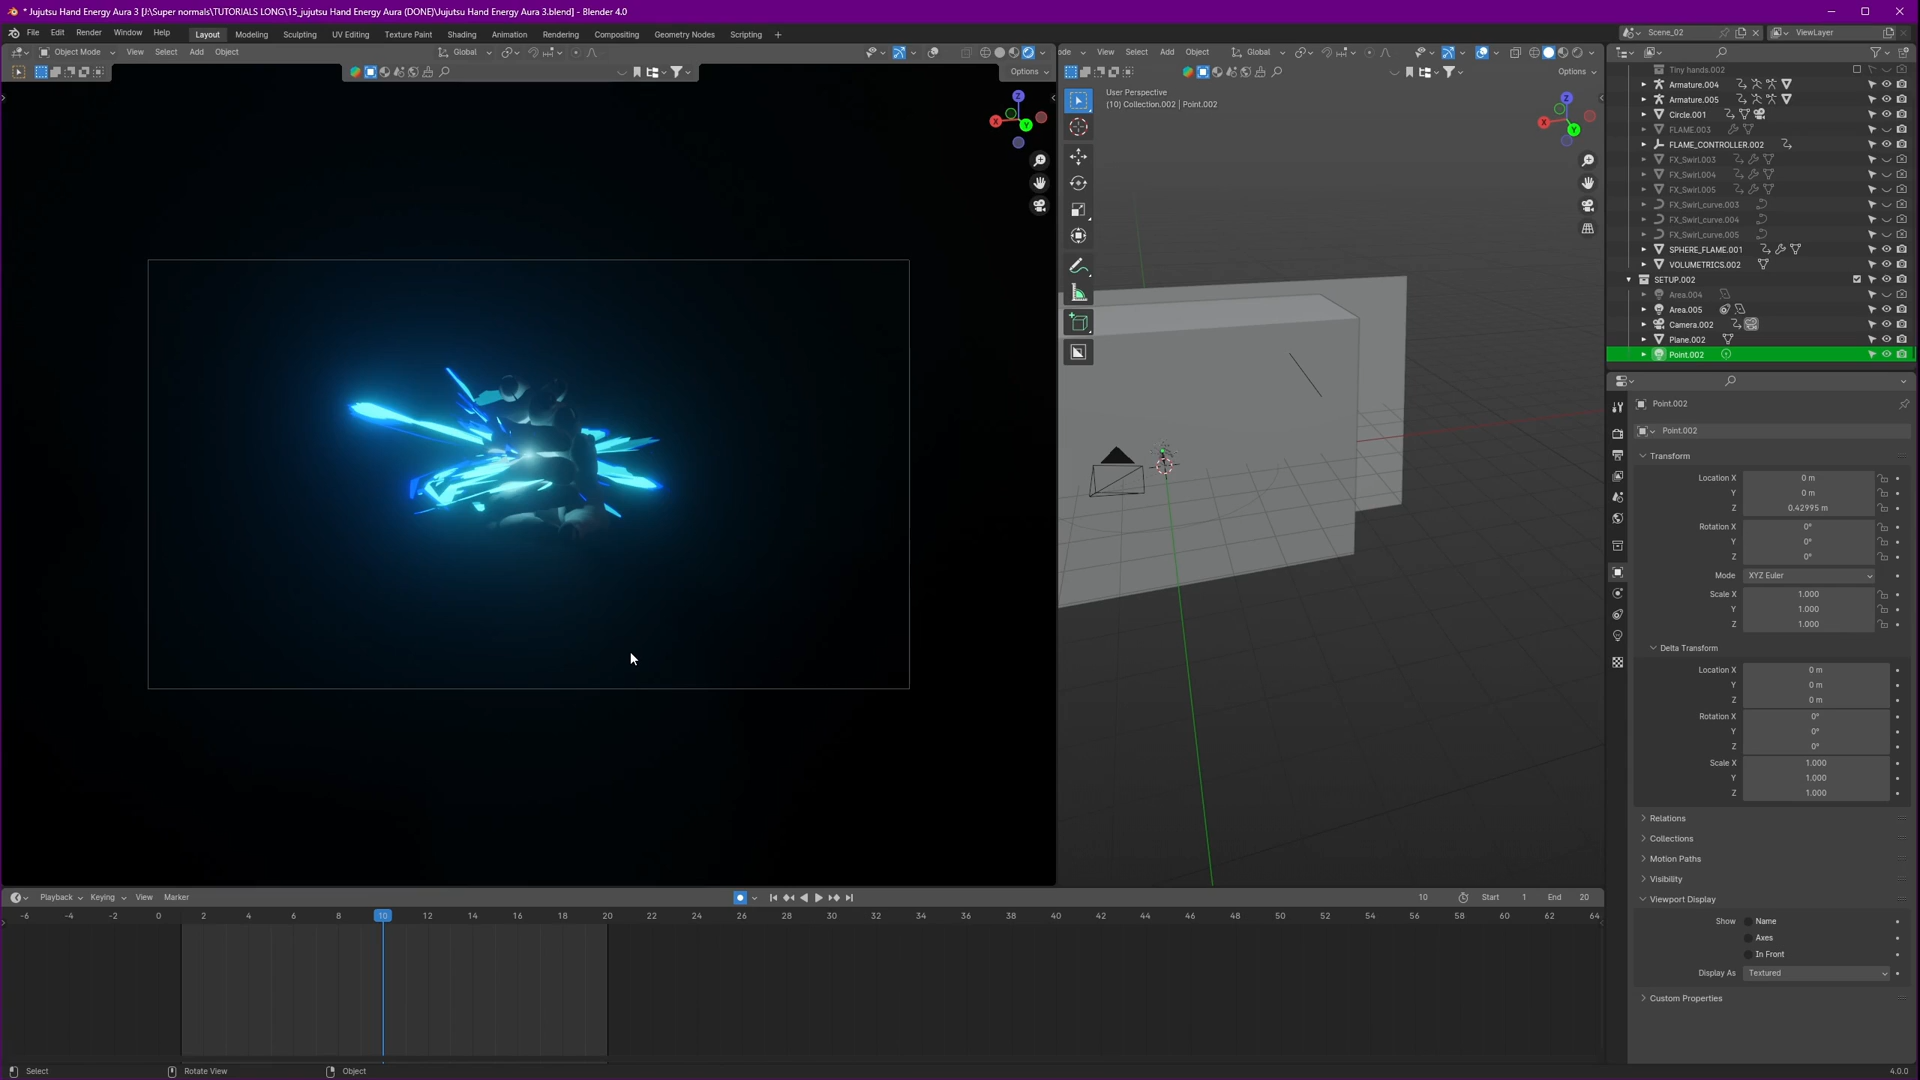 * Jujutsu Hand Energy Aura 3 [J:\Super normals\TUTORIALS LONG\15_jujutsu Hand Energy Aura (DONE)\Jujutsu Hand Energy Aura 3.blend] - Blender 4.0
File Edit Render Window Help Layout Modeling Sculpting UV Editing Texture Paint Shading Animation Rendering Compositing Geometry Nodes Scripting + Scene_02 ViewLayer
Object Mode View Select Add Object Global
ode View Select Add Object Global
Options
Options
User Perspective
(10) Collection.002 | Point.002
Z
X
Y
Z
X
Y
Tiny hands.002
Armature.004
Armature.005
Circle.001
FLAME.003
FLAME_CONTROLLER.002
FX_Swirl.003
FX_Swirl.004
FX_Swirl.005
FX_Swirl_curve.003
FX_Swirl_curve.004
FX_Swirl_curve.005
SPHERE_FLAME.001
VOLUMETRICS.002
SETUP.002
Area.004
Area.005
Camera.002
Plane.002
Point.002
Point.002
Point.002
Transform
Location X 0 m
Y 0 m
Z 0.42995 m
Rotation X 0°
Y 0°
Z 0°
Mode XYZ Euler
Scale X 1.000
Y 1.000
Z 1.000
Delta Transform
Location X 0 m
Y 0 m
Z 0 m
Rotation X 0°
Y 0°
Z 0°
Scale X 1.000
Y 1.000
Z 1.000
Relations
Collections
Motion Paths
Visibility
Viewport Display
Show Name
Axes
In Front
Display As Textured
Custom Properties
Playback Keying View Marker 10 Start 1 End 20
-6 -4 -2 0 2 4 6 8 10 12 14 16 18 20 22 24 26 28 30 32 34 36 38 40 42 44 46 48 50 52 54 56 58 60 62 64
Select Rotate View Object 4.0.0